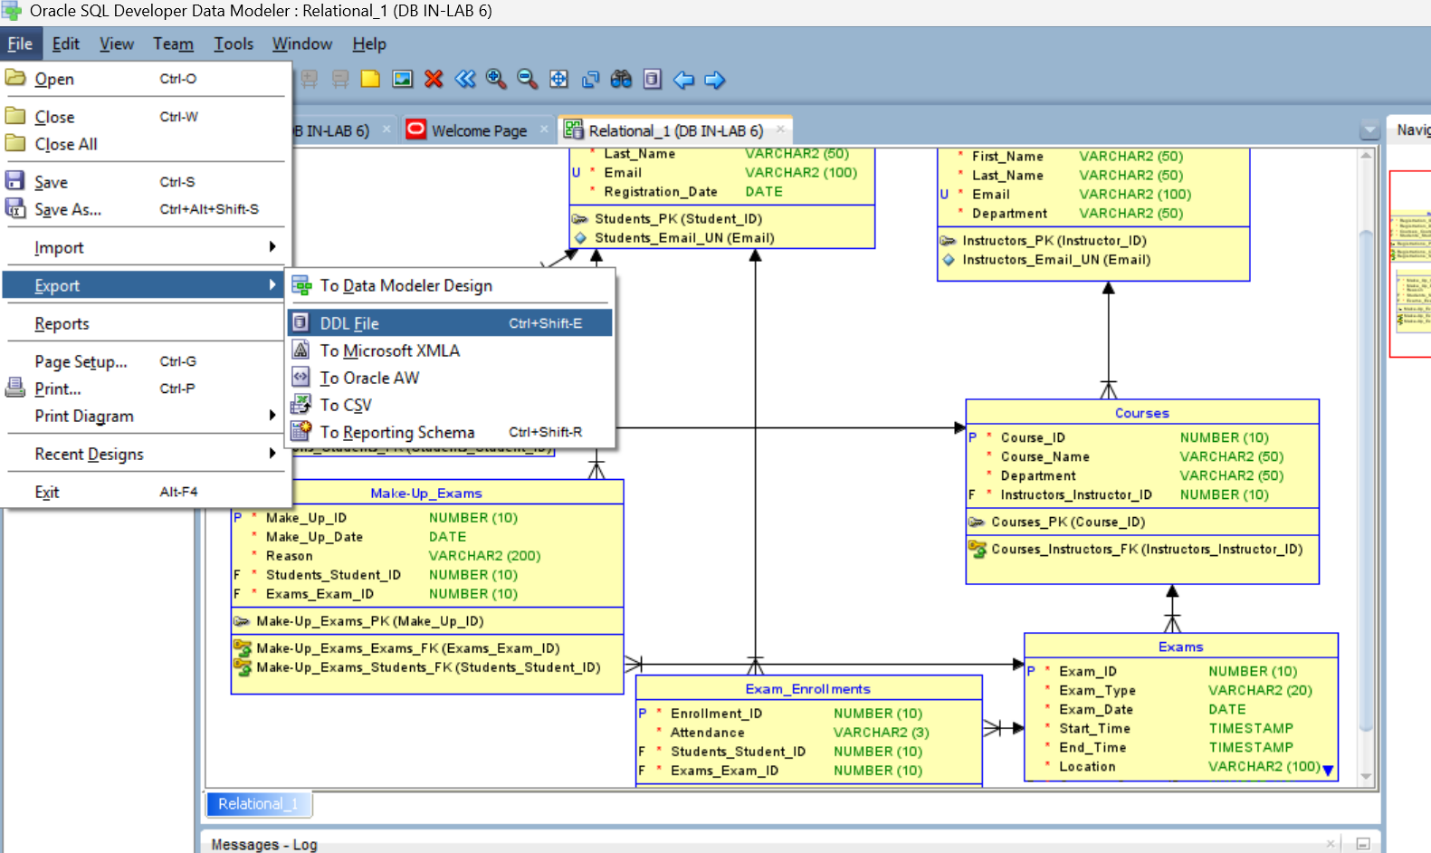 Oracle SQL Developer Data Modeler : Relational_1 (DB IN-LAB 6)
File Edit View Team Tools Window Help
Open Ctrl-O
Close Ctrl-W
Close All
Save Ctrl-S
Save As... Ctrl+Alt+Shift-S
Import
Export
Reports
Page Setup... Ctrl-G
Print... Ctrl-P
Print Diagram
Recent Designs
Exit Alt-F4
To Data Modeler Design
DDL File Ctrl+Shift-E
To Microsoft XMLA
To Oracle AW
To CSV
To Reporting Schema Ctrl+Shift-R
DB IN-LAB 6) Welcome Page Relational_1 (DB IN-LAB 6)
Navig
* Last_Name VARCHAR2 (50)
U * Email VARCHAR2 (100)
* Registration_Date DATE
Students_PK (Student_ID)
Students_Email_UN (Email)
* First_Name VARCHAR2 (50)
* Last_Name VARCHAR2 (50)
U * Email VARCHAR2 (100)
* Department VARCHAR2 (50)
Instructors_PK (Instructor_ID)
Instructors_Email_UN (Email)
Courses
P * Course_ID NUMBER (10)
* Course_Name VARCHAR2 (50)
* Department VARCHAR2 (50)
F * Instructors_Instructor_ID NUMBER (10)
Courses_PK (Course_ID)
Courses_Instructors_FK (Instructors_Instructor_ID)
Make-Up_Exams
P * Make_Up_ID NUMBER (10)
* Make_Up_Date DATE
* Reason VARCHAR2 (200)
F * Students_Student_ID NUMBER (10)
F * Exams_Exam_ID NUMBER (10)
Make-Up_Exams_PK (Make_Up_ID)
Make-Up_Exams_Exams_FK (Exams_Exam_ID)
Make-Up_Exams_Students_FK (Students_Student_ID)
Exam_Enrollments
P * Enrollment_ID NUMBER (10)
* Attendance VARCHAR2 (3)
F * Students_Student_ID NUMBER (10)
F * Exams_Exam_ID NUMBER (10)
Exams
P * Exam_ID NUMBER (10)
* Exam_Type VARCHAR2 (20)
* Exam_Date DATE
* Start_Time TIMESTAMP
* End_Time TIMESTAMP
* Location VARCHAR2 (100)
Relational_1
Messages - Log